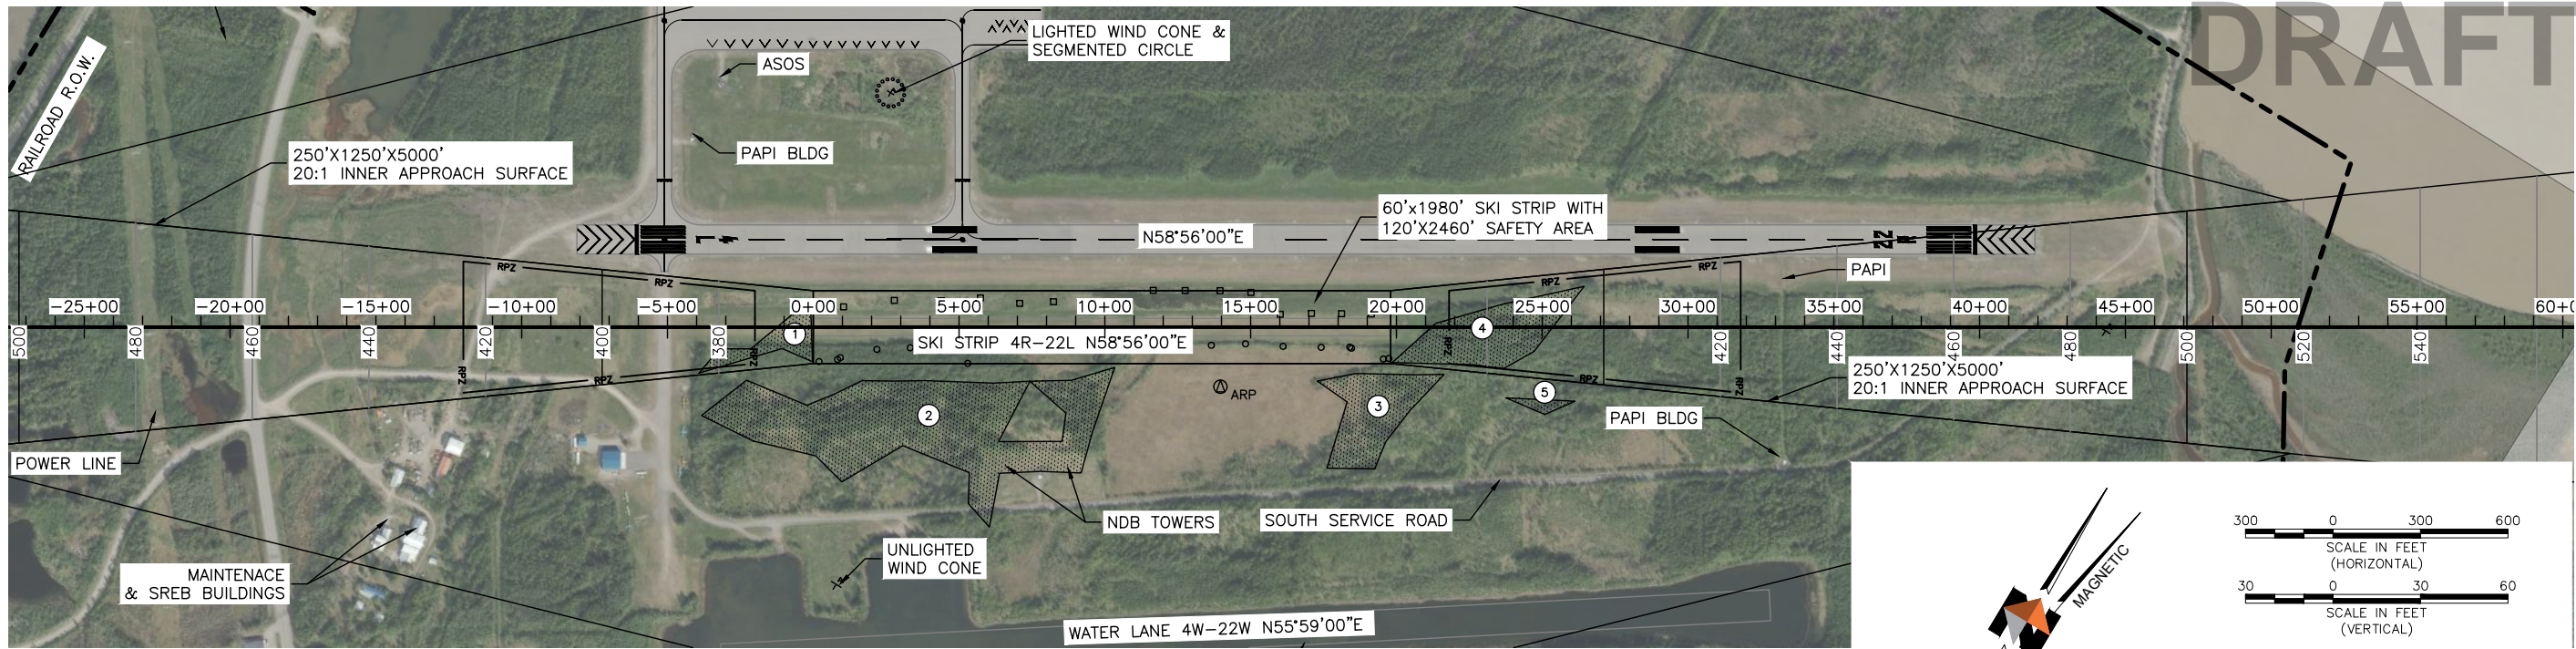 DRAFT
LIGHTED WIND CONE &
SEGMENTED CIRCLE
ASOS
RAILROAD R.O.W.
PAPI BLDG
250'X1250'X5000'
20:1 INNER APPROACH SURFACE
60'x1980' SKI STRIP WITH
120'X2460' SAFETY AREA
N58°56'00"E
22
PAPI
RPZ
RPZ
RPZ
RPZ
-25+00
-20+00
-15+00
-10+00
-5+00
0+00
5+00
10+00
15+00
20+00
25+00
30+00
35+00
40+00
45+00
50+00
55+00
60+0
500
480
460
440
420
400
380
420
440
460
480
500
520
540
1
SKI STRIP 4R-22L N58°56'00"E
4
RPZ
RPZ
RPZ
RPZ
RPZ
RPZ
ARP
2
3
5
250'X1250'X5000'
20:1 INNER APPROACH SURFACE
PAPI BLDG
POWER LINE
NDB TOWERS
SOUTH SERVICE ROAD
UNLIGHTED
WIND CONE
MAINTENACE
& SREB BUILDINGS
WATER LANE 4W-22W N55°59'00"E
MAGNETIC
300 0 300 600
SCALE IN FEET
(HORIZONTAL)
30 0 30 60
SCALE IN FEET
(VERTICAL)